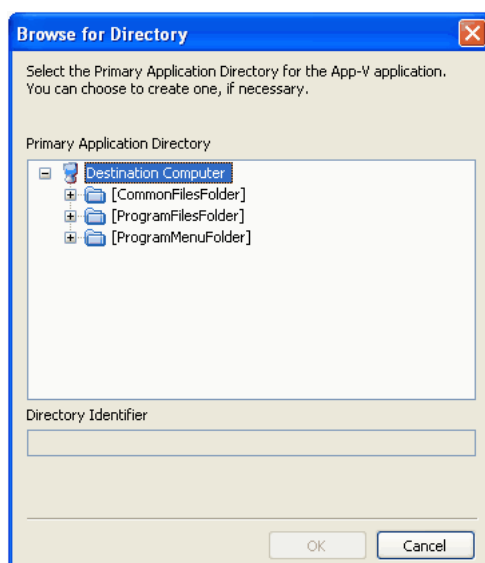 Browse for Directory
Select the Primary Application Directory for the App-V application.
You can choose to create one, if necessary.
Primary Application Directory
Destination Computer
[CommonFilesFolder]
[ProgramFilesFolder]
[ProgramMenuFolder]
Directory Identifier
OK
Cancel